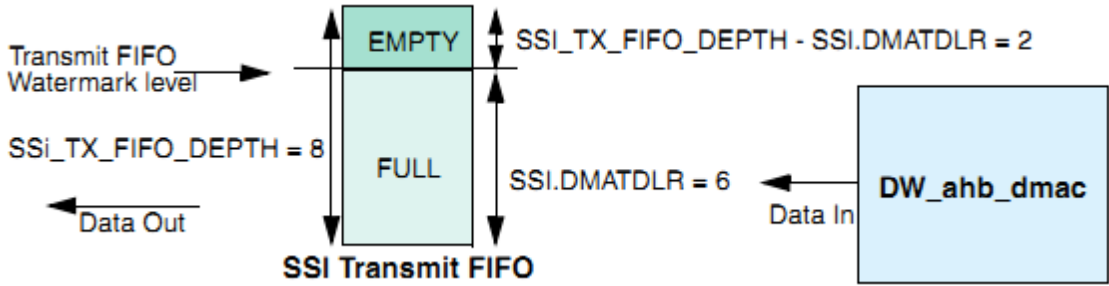 EMPTY
SSI_TX_FIFO_DEPTH - SSI.DMATDLR = 2
Transmit FIFO
Watermark level
SSi_TX_FIFO_DEPTH = 8
FULL
SSI.DMATDLR = 6
DW_ahb_dmac
Data In
Data Out
SSI Transmit FIFO